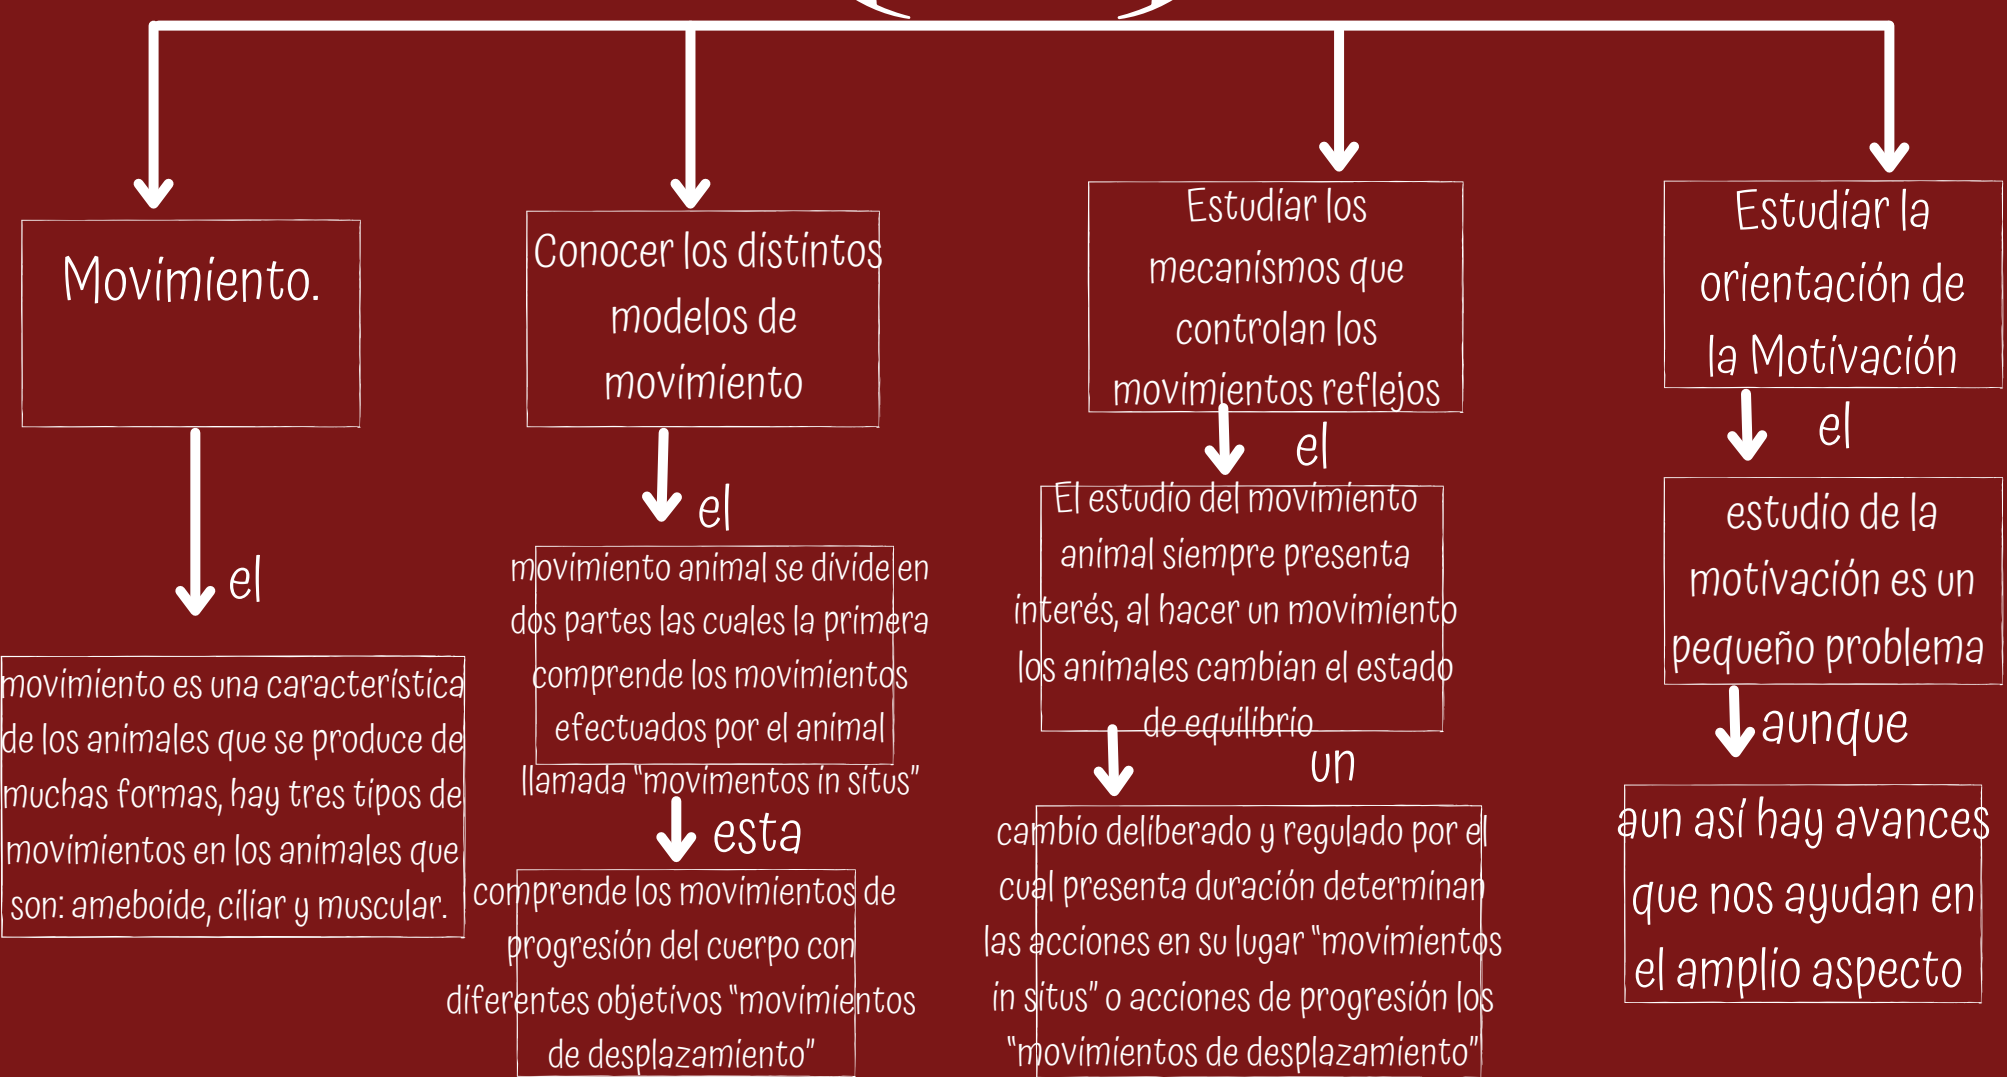 Movimiento.
el
movimiento es una característica
de los animales que se produce de
muchas formas, hay tres tipos de
movimientos en los animales que
son: ameboide, ciliar y muscular.
Conocer los distintos
modelos de
movimiento
el
movimiento animal se divide en
dos partes las cuales la primera
comprende los movimientos
efectuados por el animal
llamada "movimentos in situs"
esta
comprende los movimientos de
progresión del cuerpo con
diferentes objetivos "movimientos
de desplazamiento"
Estudiar los
mecanismos que
controlan los
movimientos reflejos
el
El estudio del movimiento
animal siempre presenta
interés, al hacer un movimiento
los animales cambian el estado
de equilibrio
un
cambio deliberado y regulado por el
cual presenta duración determinan
las acciones en su lugar "movimientos
in situs" o acciones de progresión los
"movimientos de desplazamiento"
Estudiar la
orientación de
la Motivación
el
estudio de la
motivación es un
pequeño problema
aunque
aun así hay avances
que nos ayudan en
el amplio aspecto